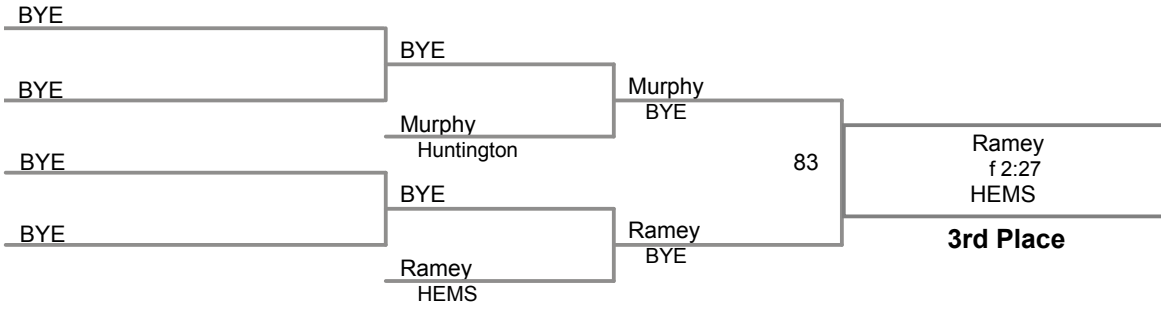 BYE
BYE
BYE
Murphy
BYE
Murphy
Huntington
BYE
83
Ramey
f 2:27
HEMS
BYE
BYE
Ramey
BYE
3rd Place
Ramey
HEMS